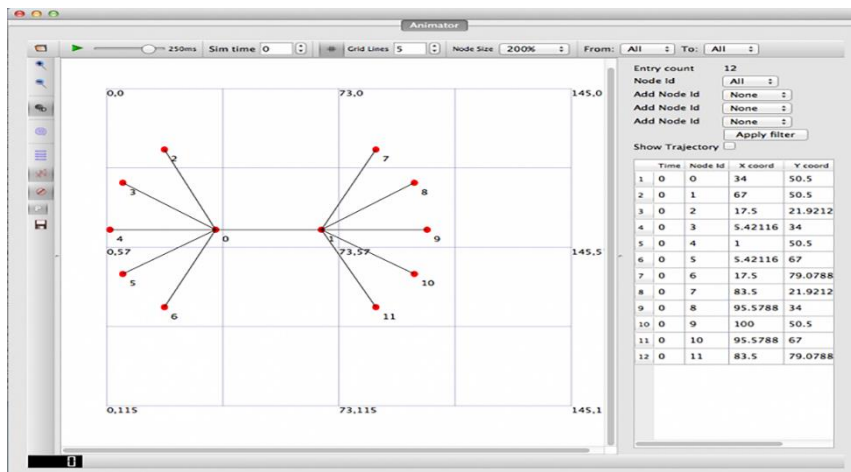 Animator
250ms Sim time 0 Grid Lines 5 Node Size 200% From: All To: All
Entry count 12
Node Id All
Add Node Id None
Add Node Id None
Add Node Id None
Apply filter
Show Trajectory
0,0 73,0 145,0
2 7
3 8
4 0 1 9
0,57 73,57 145,5
5 10
6 11
0,115 73,115 145,1
Time Node Id X coord Y coord
1 0 0 34 50.5
2 0 1 67 50.5
3 0 2 17.5 21.9212
4 0 3 5.42116 34
5 0 4 1 50.5
6 0 5 5.42116 67
7 0 6 17.5 79.0788
8 0 7 83.5 21.9212
9 0 8 95.5788 34
10 0 9 100 50.5
11 0 10 95.5788 67
12 0 11 83.5 79.0788
0